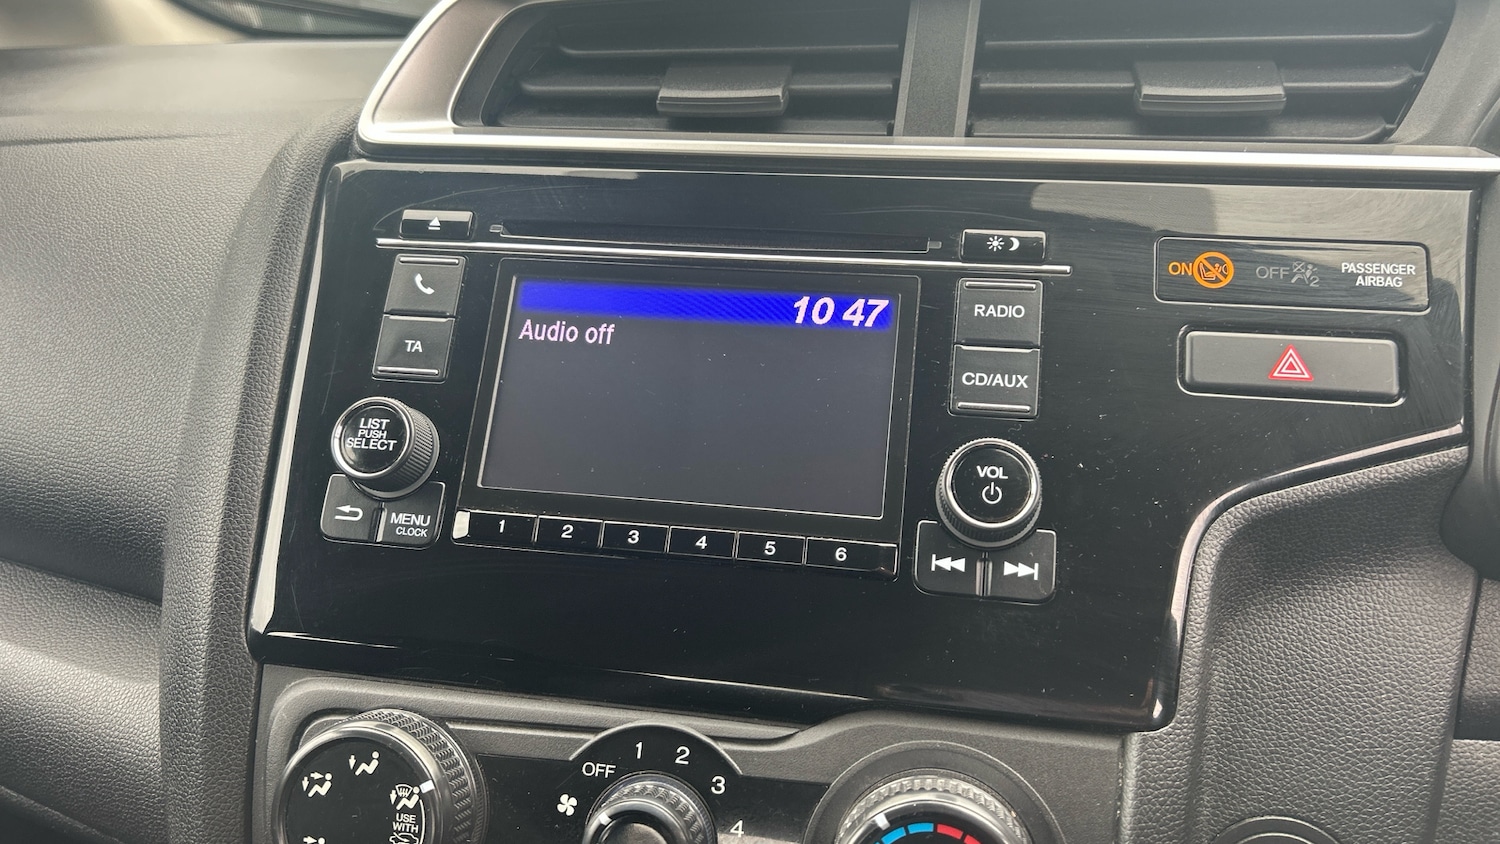 10 47
Audio off
TA
LIST
PUSH
SELECT
MENU
CLOCK
1 2 3 4 5 6
RADIO
CD/AUX
VOL
ON OFF 2 PASSENGER
AIRBAG
OFF 1 2 3 4
USE
WITH